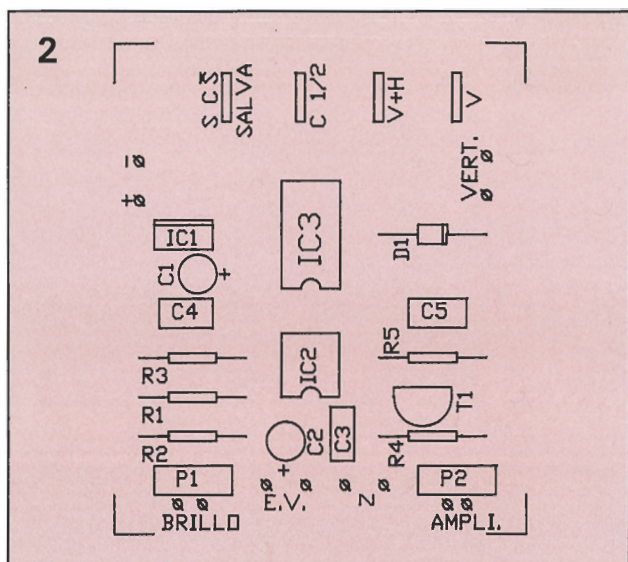 2
SCS
SALVA
C 1/2
V+H
V
-
+
VERT.
IC1
IC3
D1
C1
+
C4
C5
R3
IC2
R5
R1
T1
R2
C2
C3
R4
+
P1
E.V.
Z
P2
BRILLO
AMPLI.